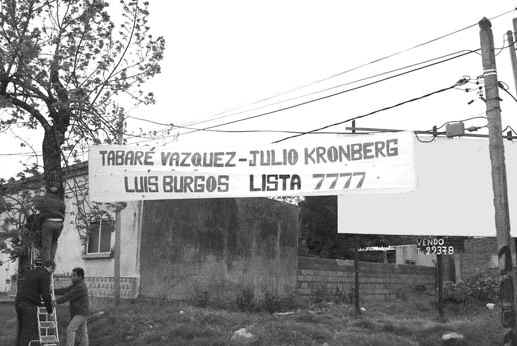 TABARÉ VAZQUEZ-JULIO KRONBERG
LUIS BURGOS LISTA 7777
VENDO